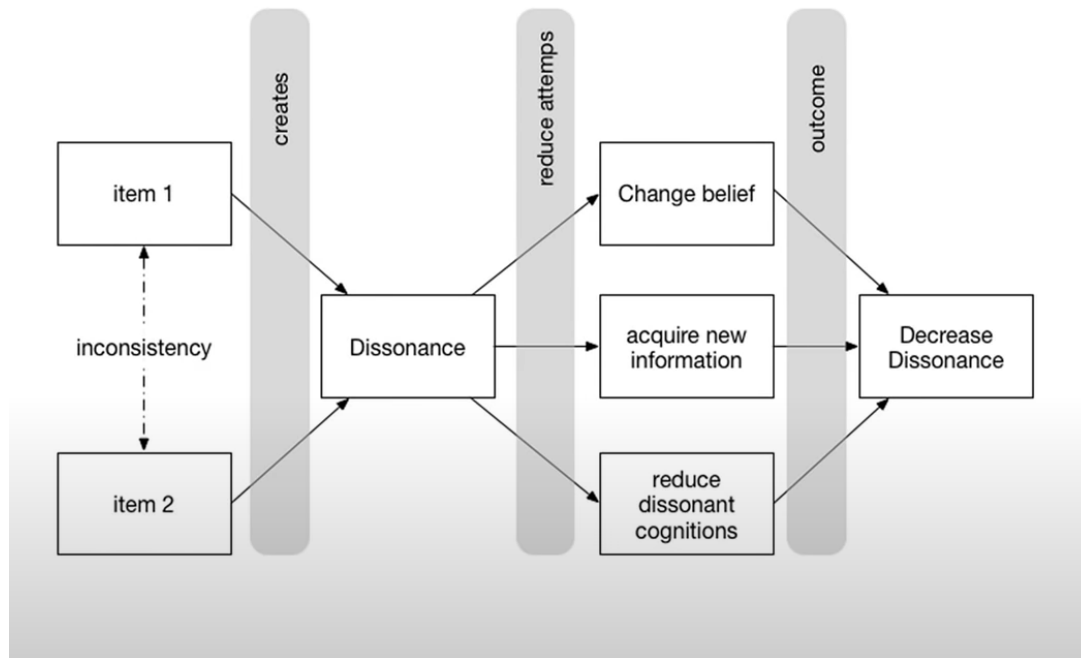 creates
reduce attemps
outcome
item 1
inconsistency
item 2
Dissonance
Change belief
acquire new
information
reduce
dissonant
cognitions
Decrease
Dissonance